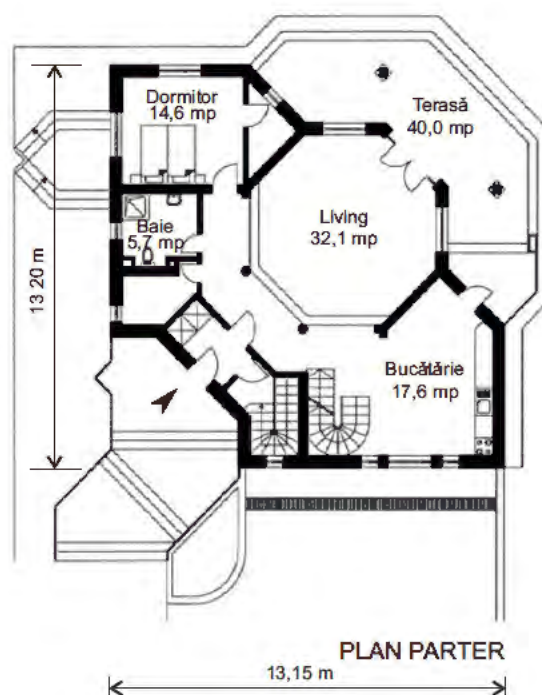 Dormitor
14,6 mp
Terasă
40,0 mp
Baie
5,7 mp
Living
32,1 mp
13 20 m
Bucătărie
17,6 mp
PLAN PARTER
13,15 m